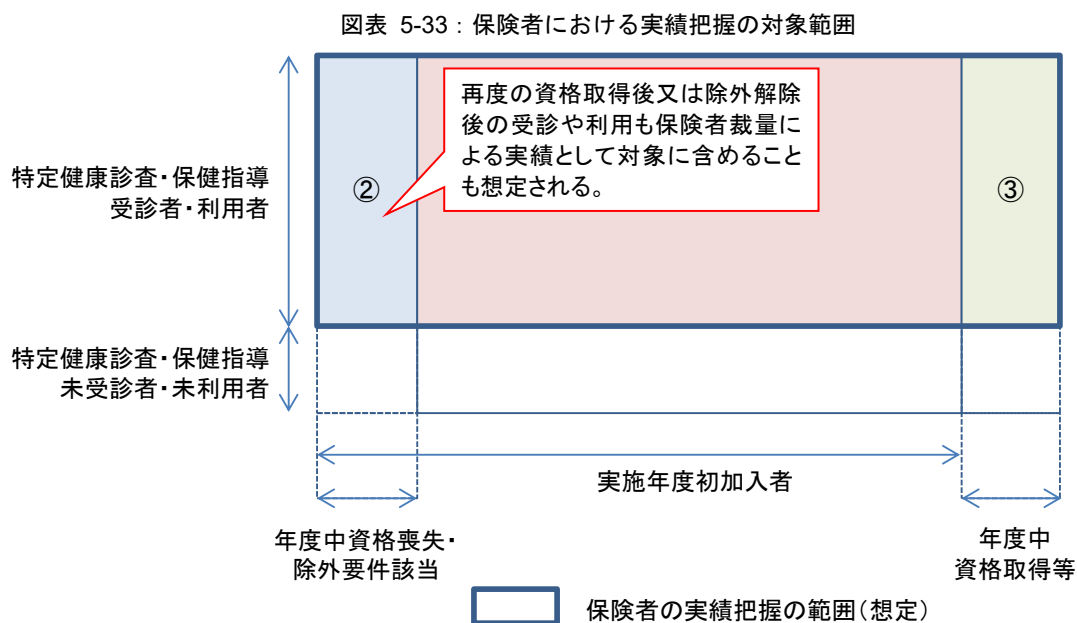 図表 5-33：保険者における実績把握の対象範囲
再度の資格取得後又は除外解除
後の受診や利用も保険者裁量に
よる実績として対象に含めること
も想定される。
特定健康診査・保健指導
受診者・利用者
②
③
特定健康診査・保健指導
未受診者・未利用者
実施年度初加入者
年度中資格喪失・
除外要件該当
年度中
資格取得等
保険者の実績把握の範囲（想定）